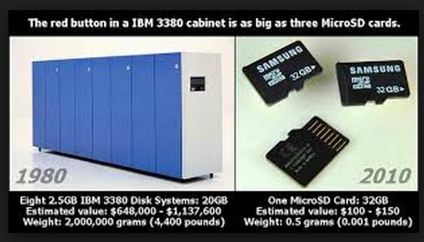 The red button in a IBM 3380 cabinet is as big as three MicroSD cards.
1980
Eight 2.5GB IBM 3380 Disk Systems: 20GB
Estimated value: $648,000 - $1,137,600
Weight: 2,000,000 grams (4,400 pounds)
SAMSUNG
32GB
SAMSUNG
32GB
2010
One MicroSD Card: 32GB
Estimated value: $100 - $150
Weight: 0.5 grams (0.001 pounds)